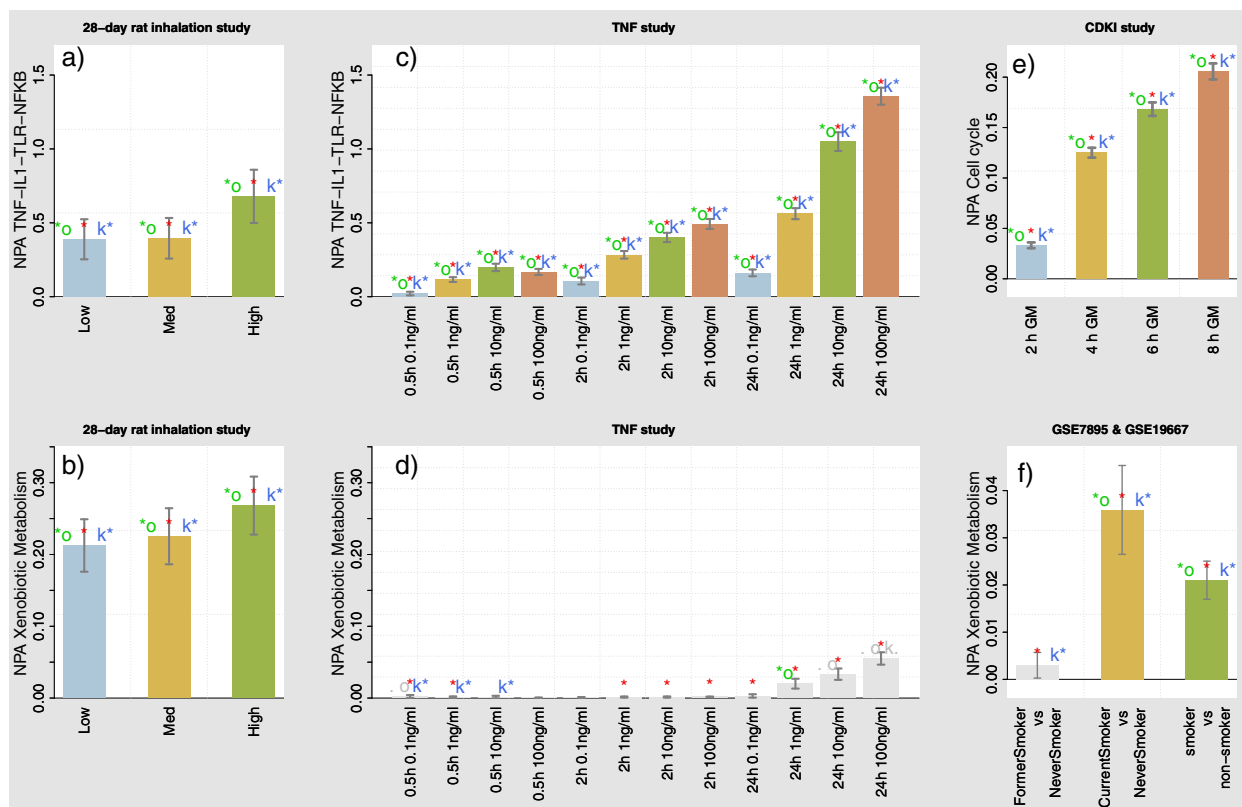 28-day rat inhalation study
a)
NPA TNF-IL1-TLR-NFKB
0.0
0.5
1.0
1.5
*o * k*
*o * k*
*o * k*
Low
Med
High
TNF study
c)
NPA TNF-IL1-TLR-NFKB
0.0
0.5
1.0
1.5
*o*k*
*o*k*
*o*k*
*o*k*
*o*k*
*o*k*
*o*k*
*o*k*
*o*k*
*o*k*
*o*k*
*o*k*
0.5h 0.1ng/ml
0.5h 1ng/ml
0.5h 10ng/ml
0.5h 100ng/ml
2h 0.1ng/ml
2h 1ng/ml
2h 10ng/ml
2h 100ng/ml
24h 0.1ng/ml
24h 1ng/ml
24h 10ng/ml
24h 100ng/ml
CDKI study
e)
NPA Cell cycle
0.00
0.05
0.10
0.15
0.20
*o * k*
*o * k*
*o * k*
*o * k*
2 h GM
4 h GM
6 h GM
8 h GM
28-day rat inhalation study
b)
NPA Xenobiotic Metabolism
0.00
0.10
0.20
0.30
*o * k*
*o * k*
*o * k*
Low
Med
High
TNF study
d)
NPA Xenobiotic Metabolism
0.00
0.10
0.20
0.30
. o*k*
*k*
k*
*
*
*
*
*o*
. o *
. o*k.
0.5h 0.1ng/ml
0.5h 1ng/ml
0.5h 10ng/ml
0.5h 100ng/ml
2h 0.1ng/ml
2h 1ng/ml
2h 10ng/ml
2h 100ng/ml
24h 0.1ng/ml
24h 1ng/ml
24h 10ng/ml
24h 100ng/ml
GSE7895 & GSE19667
f)
NPA Xenobiotic Metabolism
0.00
0.01
0.02
0.03
0.04
* k*
*o * k*
*o * k*
FormerSmoker
vs
NeverSmoker
CurrentSmoker
vs
NeverSmoker
smoker
vs
non-smoker